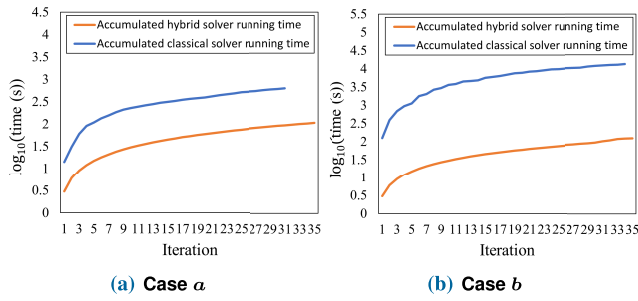 4.5
4
3.5
3
2.5
2
1.5
1
0.5
0
log10(time (s))
Accumulated hybrid solver running time
Accumulated classical solver running time
1 3 5 7 9 11 13 15 17 19 21 23 25 27 29 31 33 35
Iteration
(a) Case a
5.5
5
4.5
4
3.5
3
2.5
2
1.5
1
0.5
0
log10(time (s))
Accumulated hybrid solver running time
Accumulated classical solver running time
1 3 5 7 9 11 13 15 17 19 21 23 25 27 29 31 33 35
Iteration
(b) Case b